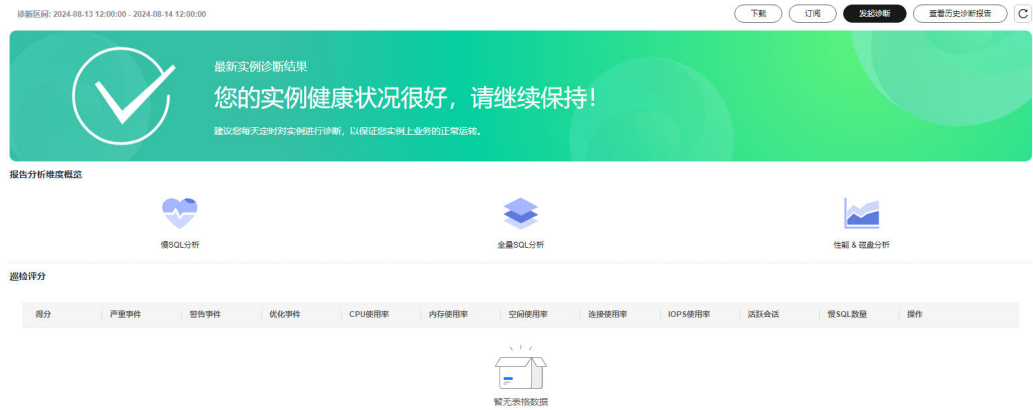 诊断区间: 2024-08-13 12:00:00 - 2024-08-14 12:00:00
下载
订阅
发起诊断
查看历史诊断报告
最新实例诊断结果
您的实例健康状况很好，请继续保持！
建议您每天定时对实例进行诊断，以保证您实例上业务的正常运转。
报告分析维度概览
慢SQL分析
全量SQL分析
性能 & 磁盘分析
巡检评分
得分 严重事件 警告事件 优化事件 CPU使用率 内存使用率 空间使用率 连接使用率 IOPS使用率 活跃会话 慢SQL数量 操作
暂无表格数据